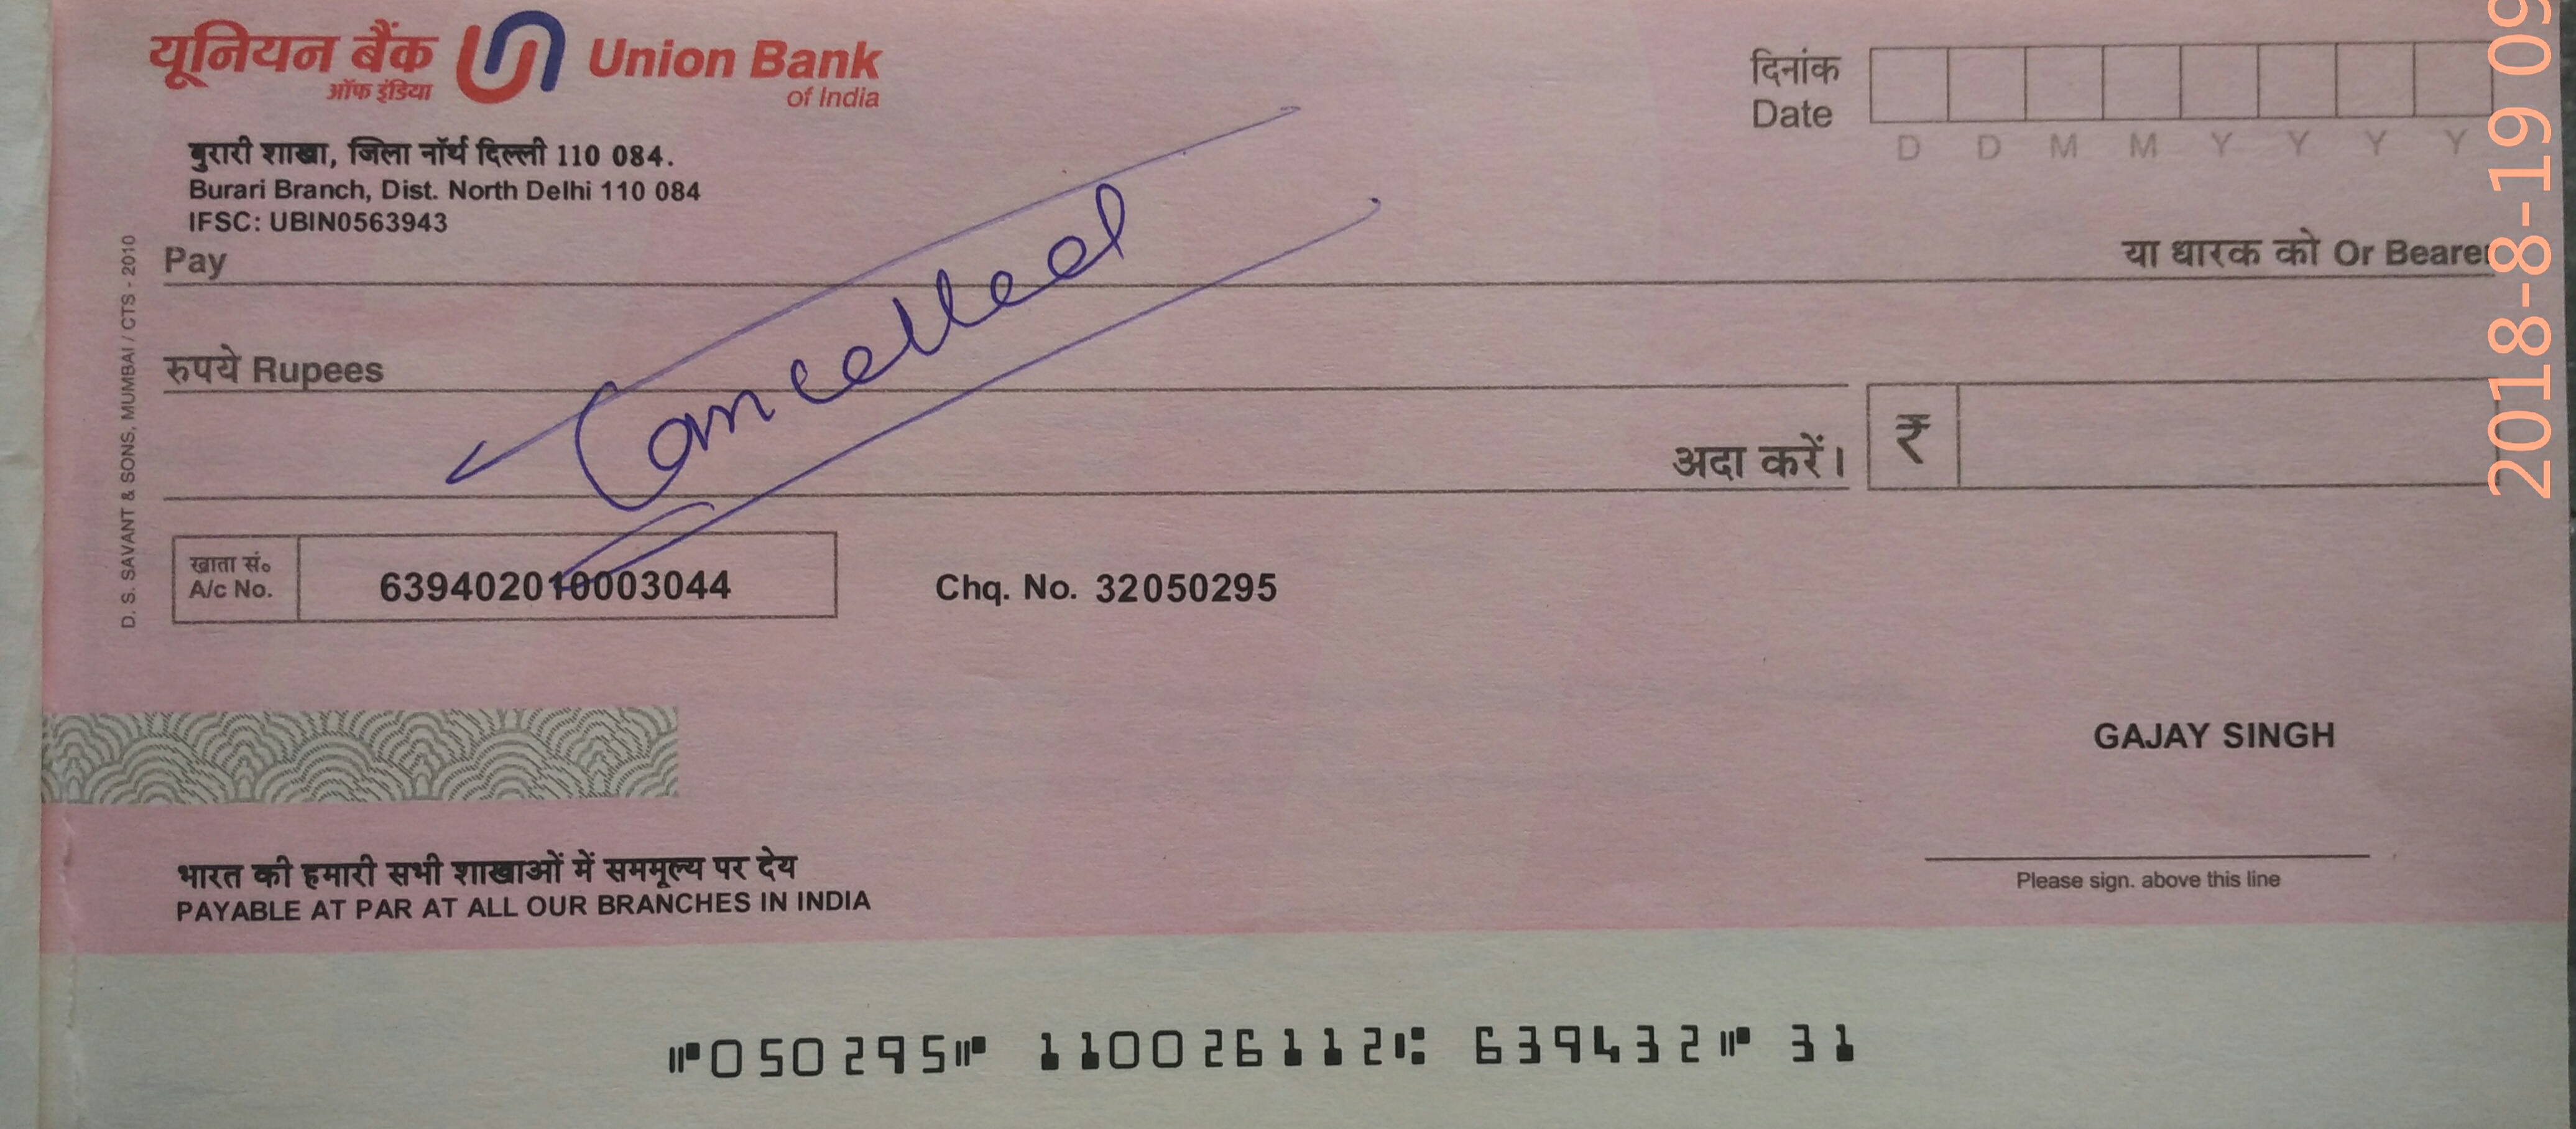 यूनियन बैंक Union Bank
ऑफ इंडिया of India
दिनांक
Date
D D M M Y Y Y Y
बुरारी शाखा, जिला नॉर्थ दिल्ली 110 084.
Burari Branch, Dist. North Delhi 110 084
IFSC: UBIN0563943
Pay
या धारक को Or Bearer
Cancelled
रुपये Rupees
अदा करें। ₹
खाता सं॰
A/c No. 639402010003044
Chq. No. 32050295
D. S. SAVANT & SONS, MUMBAI / CTS - 2010
GAJAY SINGH
Please sign. above this line
भारत की हमारी सभी शाखाओं में सममूल्य पर देय
PAYABLE AT PAR AT ALL OUR BRANCHES IN INDIA
⑈050295⑈ 110026112⑆ 639432⑈ 31
2018-8-19 09